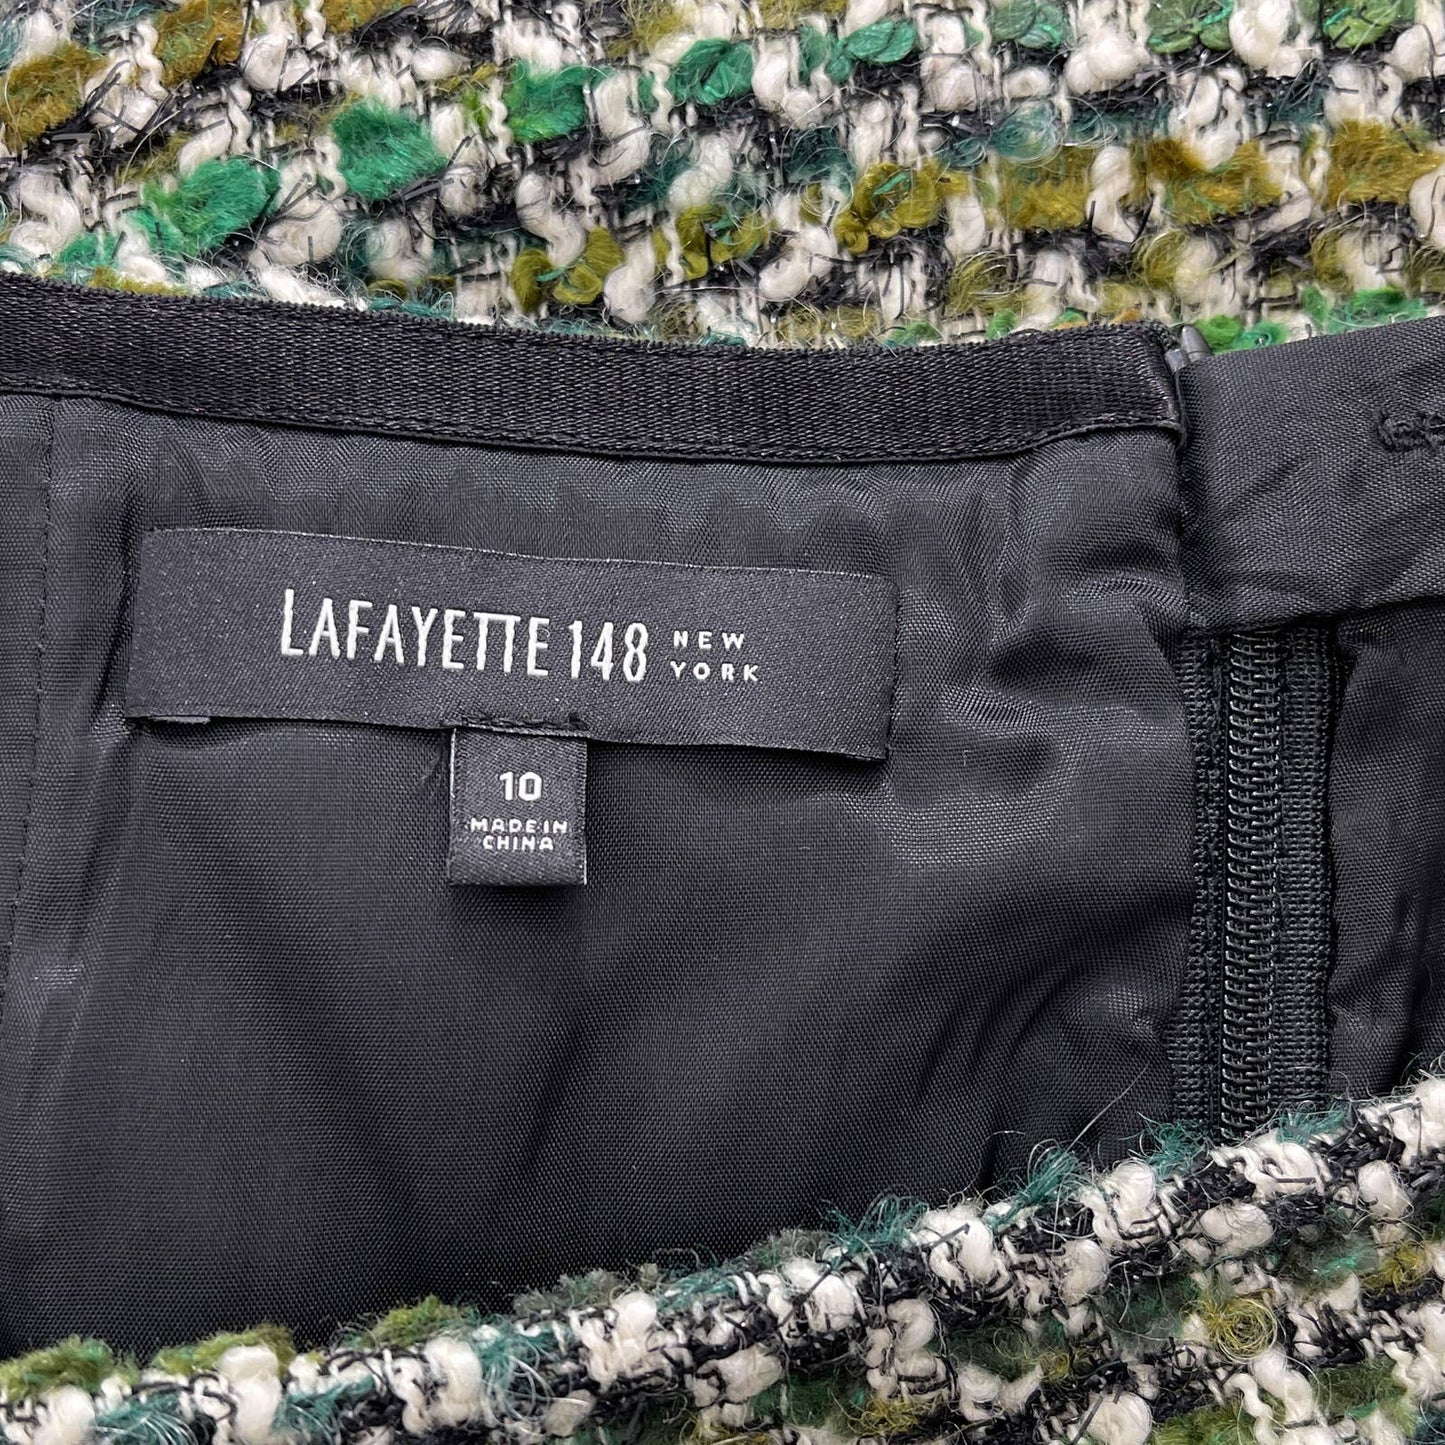 LAFAYETTE 148 NEW
YORK
10
MADE IN
CHINA